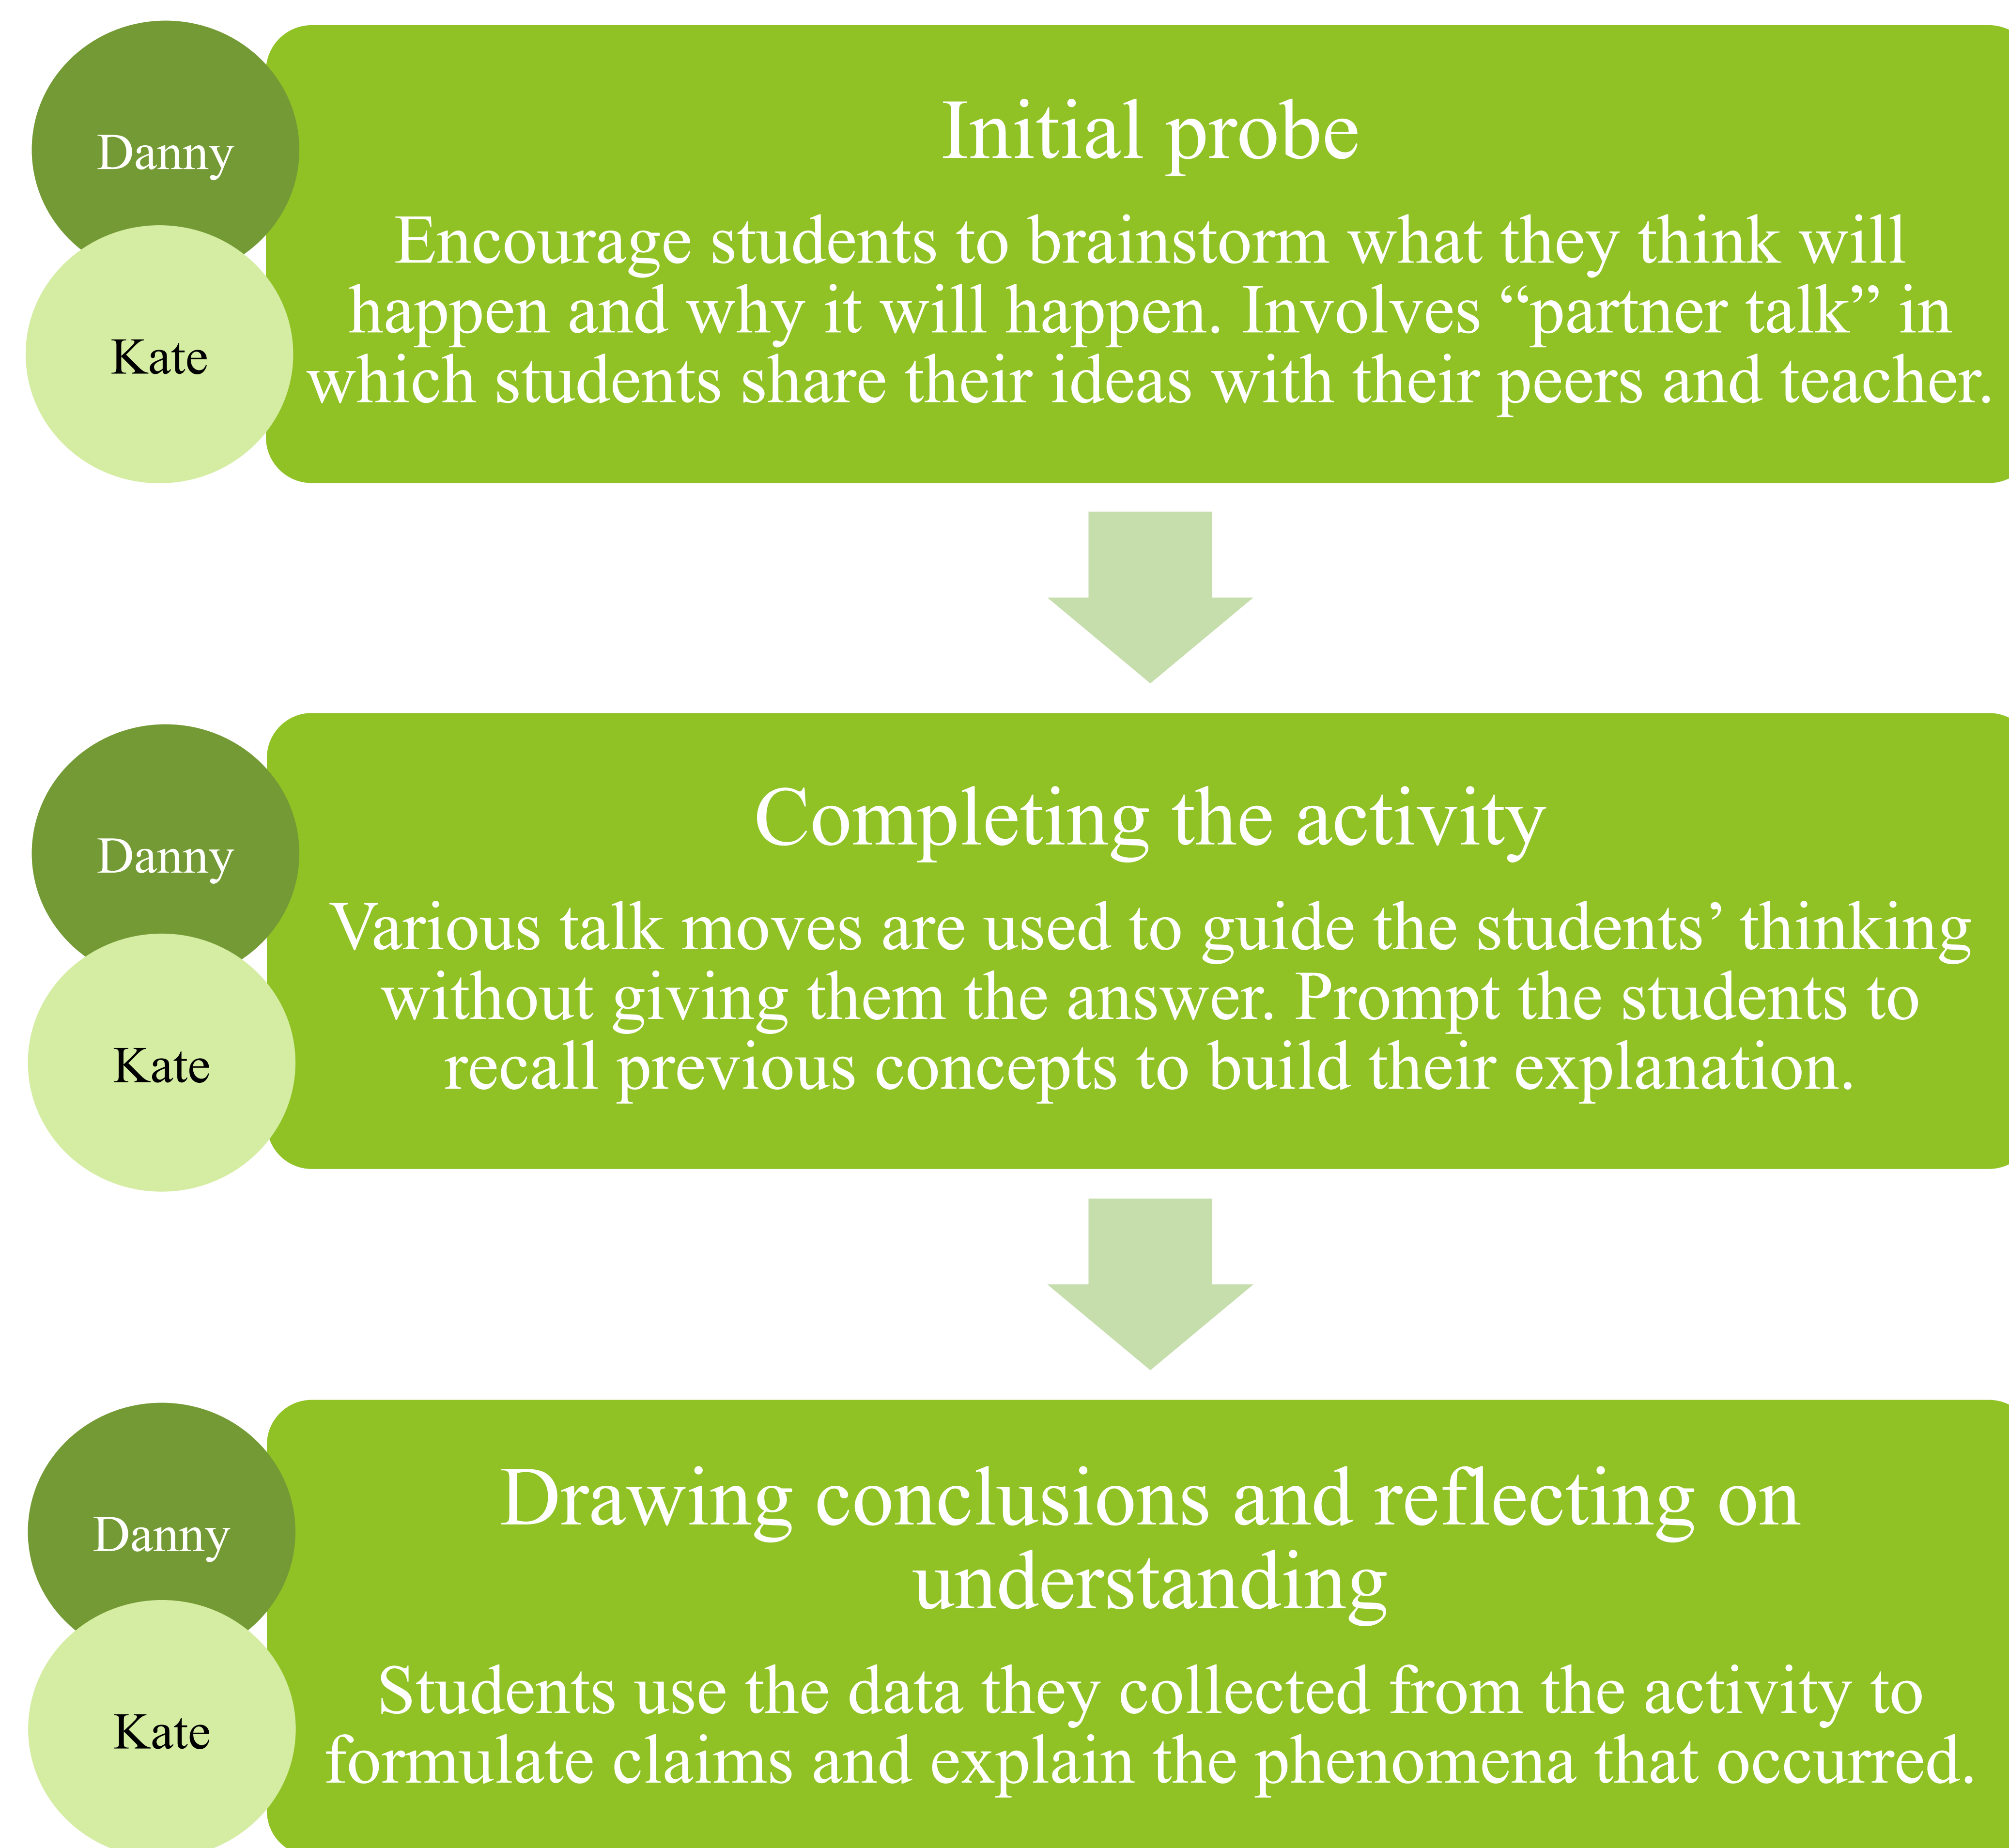 Danny
Kate
Initial probe
Encourage students to brainstorm what they think will
happen and why it will happen. Involves “partner talk” in
which students share their ideas with their peers and teacher.
Danny
Kate
Completing the activity
Various talk moves are used to guide the students’ thinking
without giving them the answer. Prompt the students to
recall previous concepts to build their explanation.
Danny
Kate
Drawing conclusions and reflecting on
understanding
Students use the data they collected from the activity to
formulate claims and explain the phenomena that occurred.